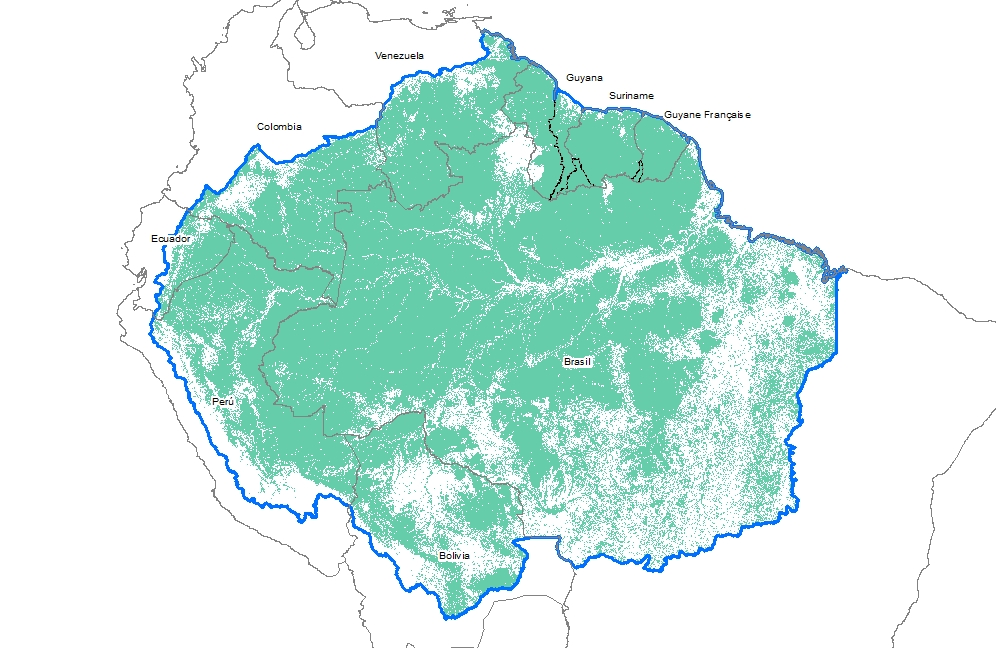 Venezuela
Guyana
Suriname
Guyane Française
Colombia
Ecuador
Brasil
Perú
Bolivia